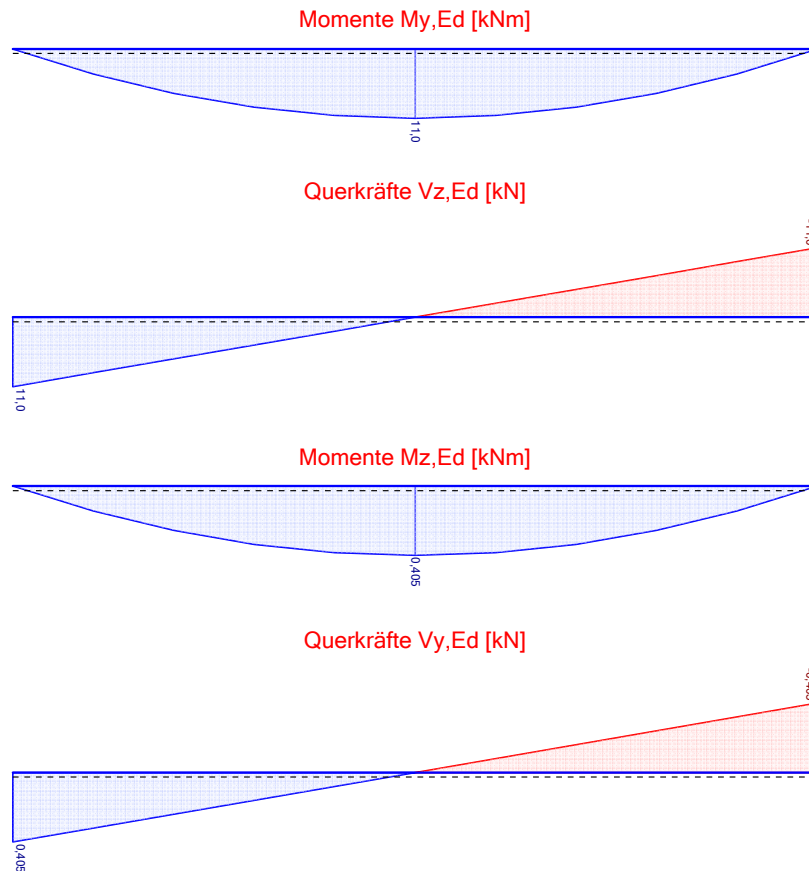 Momente My,Ed [kNm]
11,0
Querkräfte Vz,Ed [kN]
11,0
Momente Mz,Ed [kNm]
0,405
Querkräfte Vy,Ed [kN]
0,405